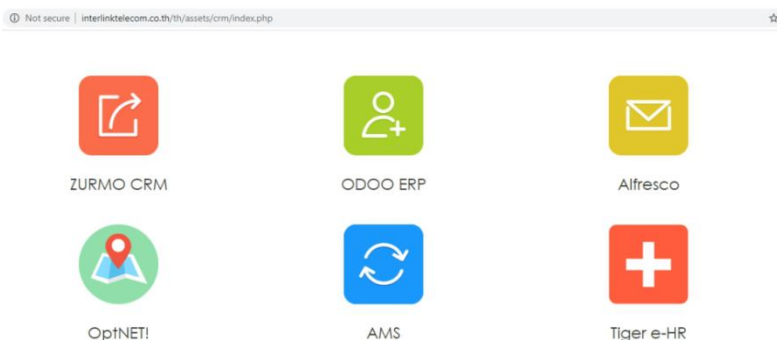 Not secure | interlinktelecom.co.th/th/assets/crm/index.php
ZURMO CRM
ODOO ERP
Alfresco
OptNET!
AMS
Tiger e-HR